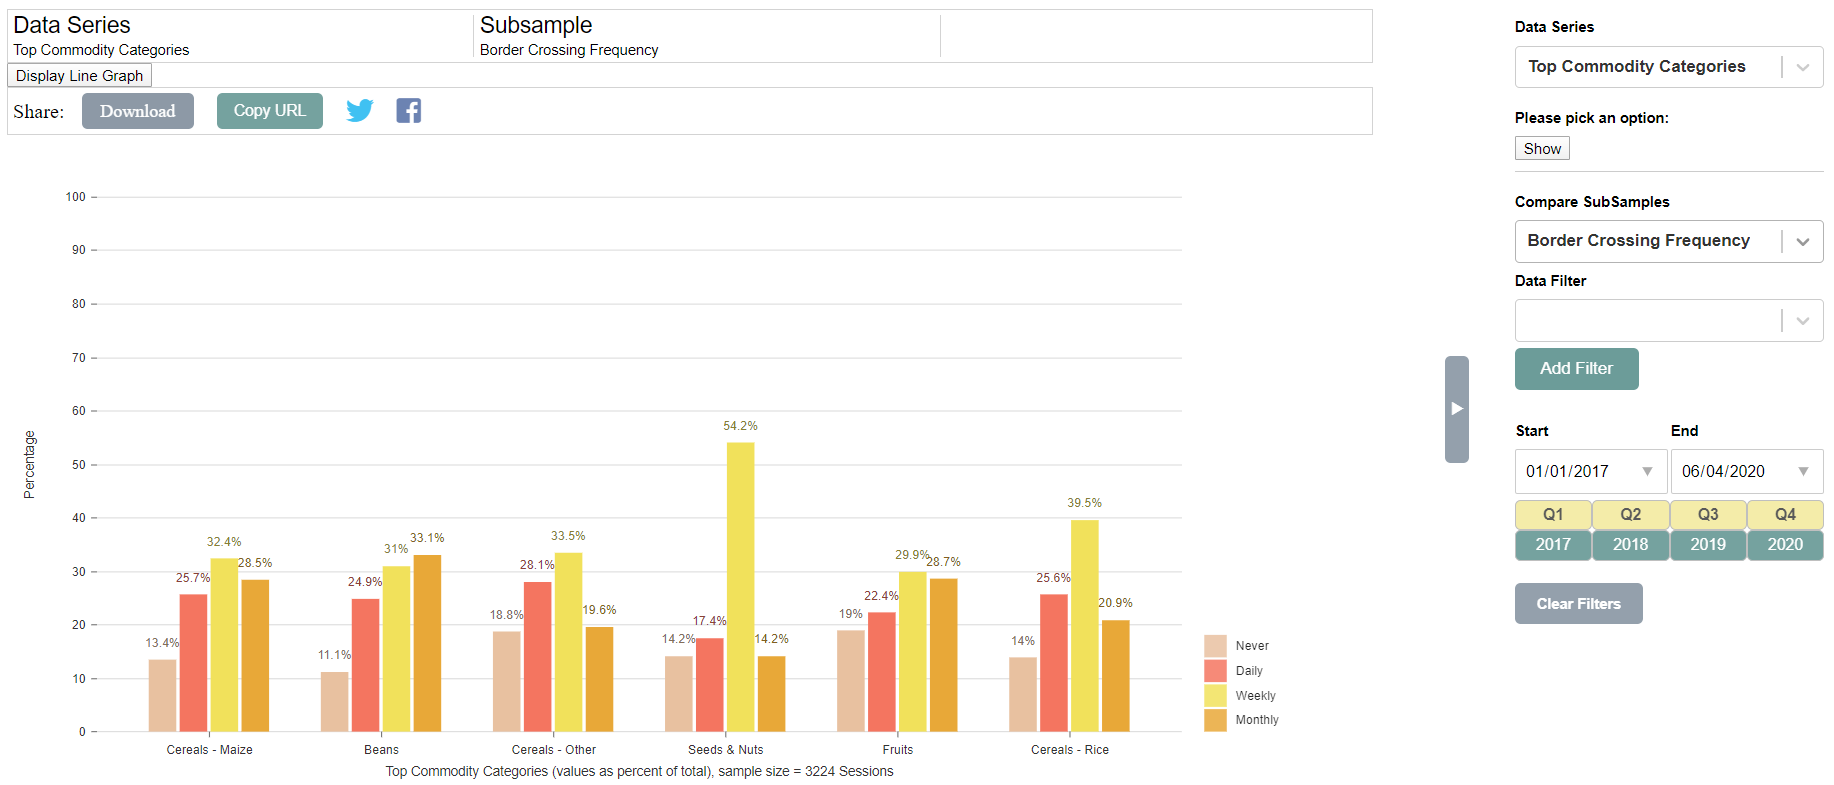 Data Series
Top Commodity Categories
Subsample
Border Crossing Frequency
Display Line Graph
Share:
Download
Copy URL
100
90
80
70
60
50
40
30
20
10
0
Percentage
13.4%
25.7%
32.4%
28.5%
11.1%
24.9%
31%
33.1%
18.8%
28.1%
33.5%
19.6%
14.2%
17.4%
54.2%
14.2%
19%
22.4%
29.9%
28.7%
14%
25.6%
39.5%
20.9%
Cereals - Maize
Beans
Cereals - Other
Seeds & Nuts
Fruits
Cereals - Rice
Top Commodity Categories (values as percent of total), sample size = 3224 Sessions
Never
Daily
Weekly
Monthly
Data Series
Top Commodity Categories
Please pick an option:
Show
Compare SubSamples
Border Crossing Frequency
Data Filter
Add Filter
Start
End
01/01/2017
06/04/2020
Q1
Q2
Q3
Q4
2017
2018
2019
2020
Clear Filters